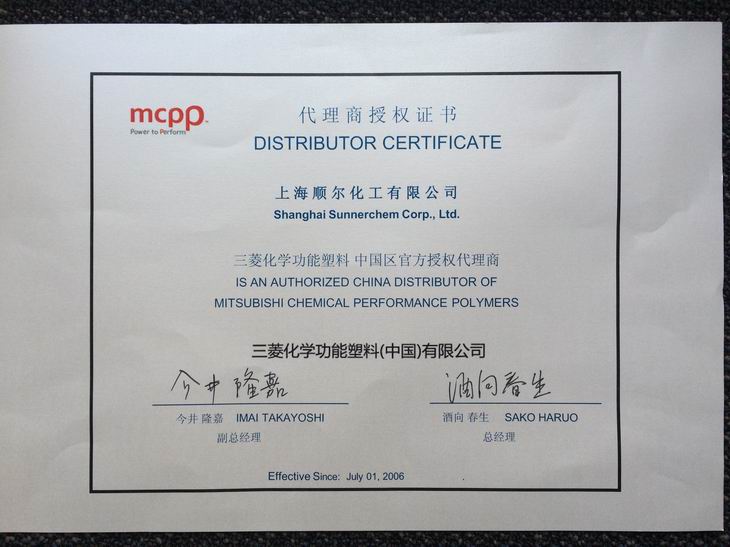 mcpp™
Power to Perform
代理商授权证书
DISTRIBUTOR CERTIFICATE
上海顺尔化工有限公司
Shanghai Sunnerchem Corp., Ltd.
三菱化学功能塑料 中国区官方授权代理商
IS AN AUTHORIZED CHINA DISTRIBUTOR OF
MITSUBISHI CHEMICAL PERFORMANCE POLYMERS
三菱化学功能塑料(中国)有限公司
今井隆嘉
酒向春生
今井 隆嘉 IMAI TAKAYOSHI
酒向 春生 SAKO HARUO
副总经理
总经理
Effective Since: July 01, 2006